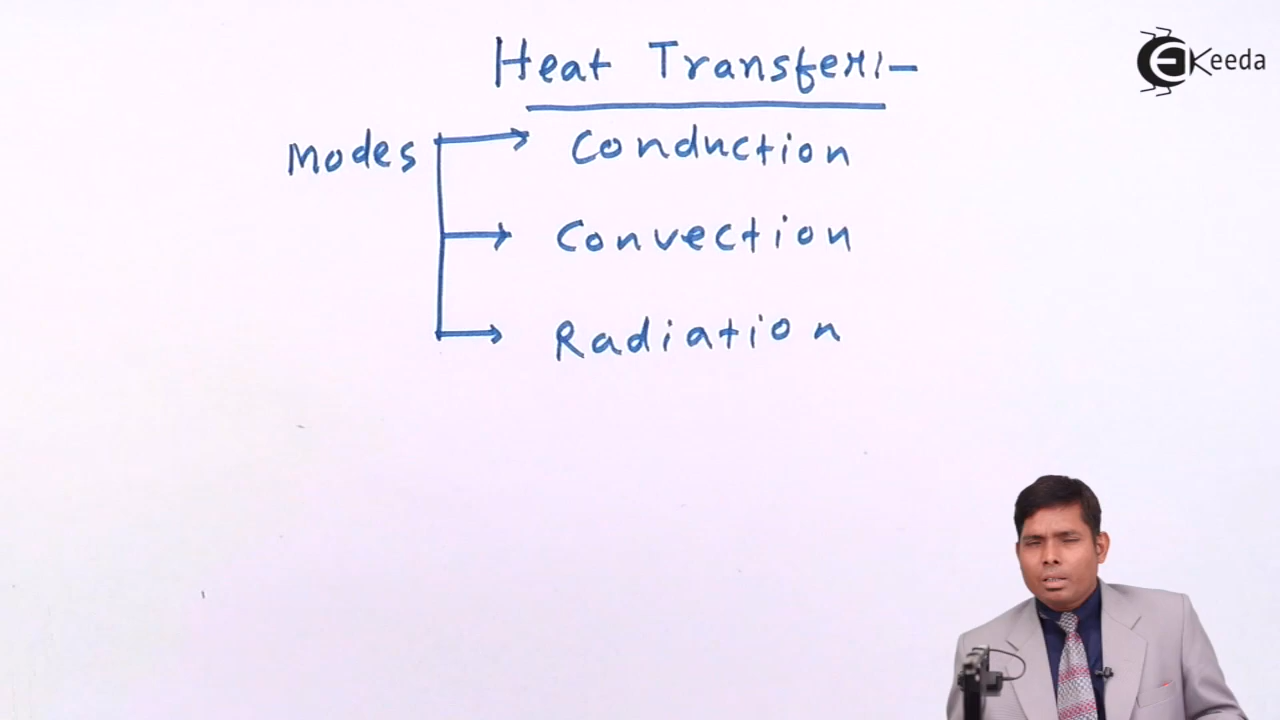 Heat Transfer:-
EKeeda
Modes → Conduction
→ Convection
→ Radiation